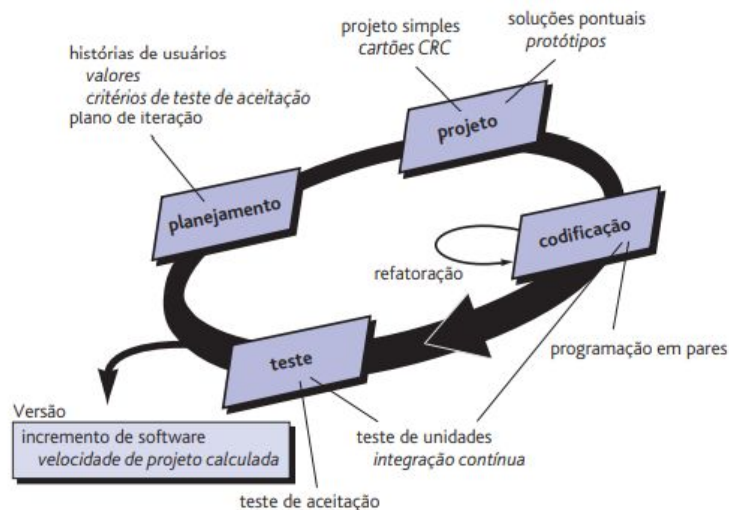 projeto simples
cartões CRC
soluções pontuais
protótipos
histórias de usuários
valores
critérios de teste de aceitação
plano de iteração
projeto
planejamento
codificação
refatoração
programação em pares
teste
teste de unidades
integração contínua
teste de aceitação
Versão
incremento de software
velocidade de projeto calculada